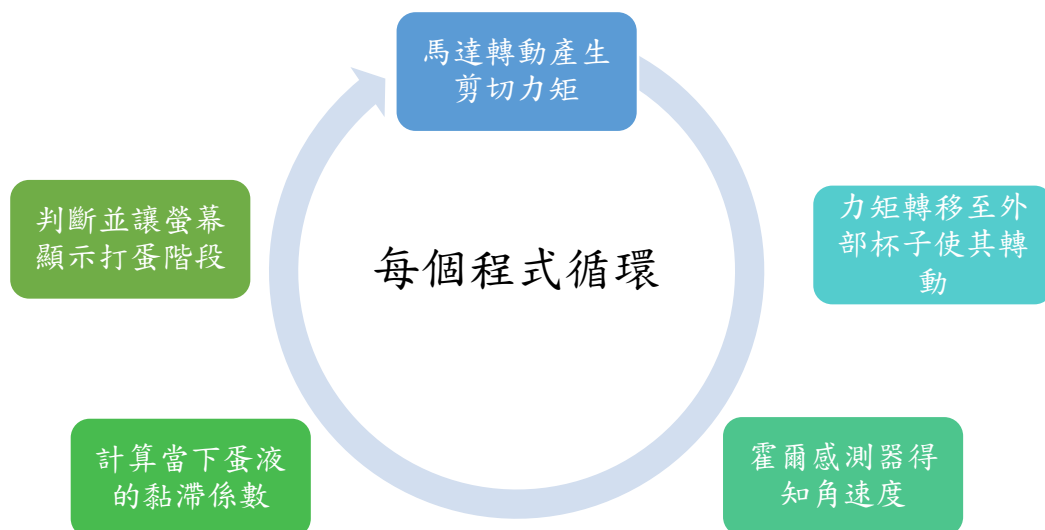 馬達轉動產生
剪切力矩
力矩轉移至外
部杯子使其轉
動
霍爾感測器得
知角速度
計算當下蛋液
的黏滯係數
判斷並讓螢幕
顯示打蛋階段
每個程式循環